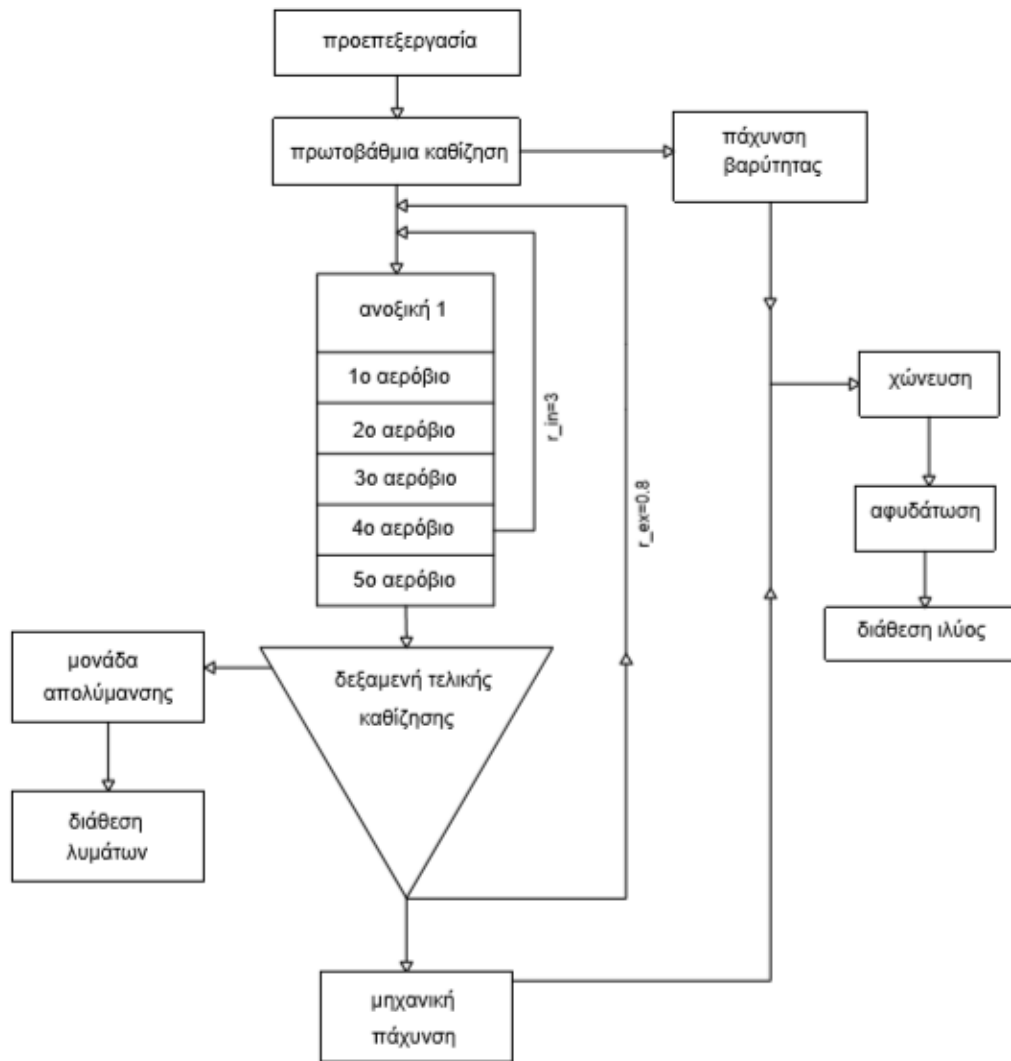 προεπεξεργασία
πρωτοβάθμια καθίζηση
πάχυνση
βαρύτητας
ανοξική 1
1ο αερόβιο
2ο αερόβιο
3ο αερόβιο
4ο αερόβιο
5ο αερόβιο
r_in=3
r_ex=0.8
χώνευση
αφυδάτωση
διάθεση ιλύος
μονάδα
απολύμανσης
δεξαμενή τελικής
καθίζησης
διάθεση
λυμάτων
μηχανική
πάχυνση